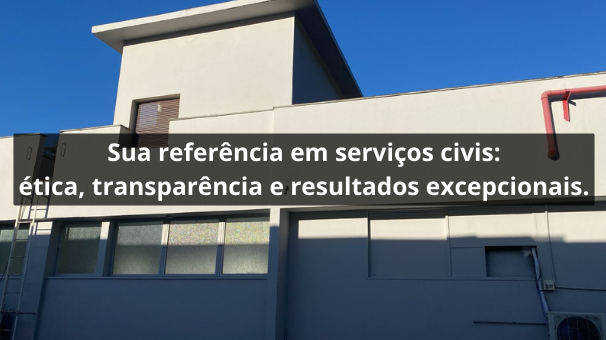 Sua referência em serviços civis:
ética, transparência e resultados excepcionais.